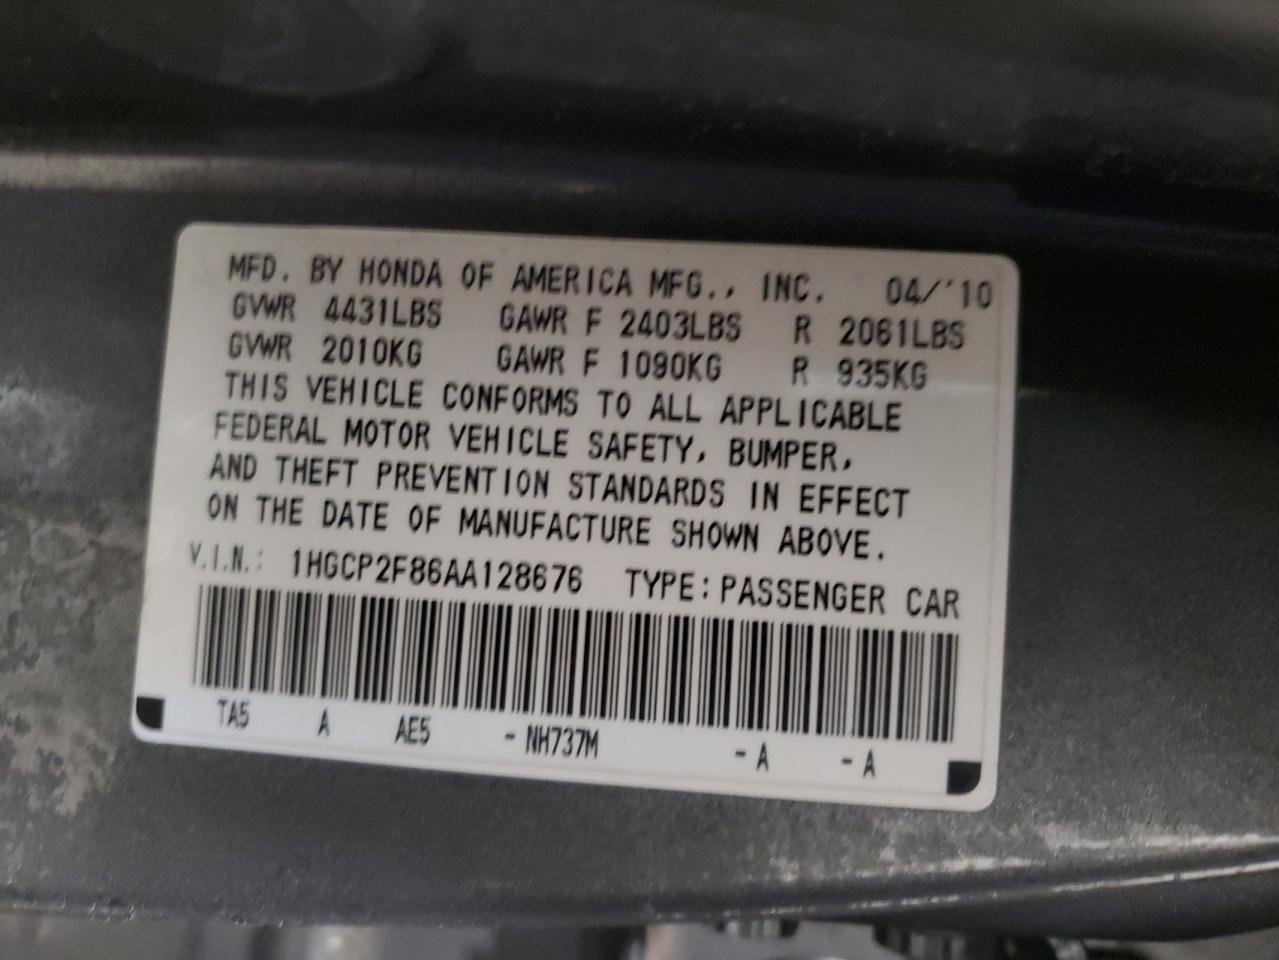 MFD. BY HONDA OF AMERICA MFG., INC. 04/'10
GVWR 4431LBS GAWR F 2403LBS R 2061LBS
GVWR 2010KG GAWR F 1090KG R 935KG
THIS VEHICLE CONFORMS TO ALL APPLICABLE
FEDERAL MOTOR VEHICLE SAFETY, BUMPER,
AND THEFT PREVENTION STANDARDS IN EFFECT
ON THE DATE OF MANUFACTURE SHOWN ABOVE.
V.I.N.: 1HGCP2F86AA128676 TYPE: PASSENGER CAR
TA5 A AE5 - NH737M - A - A